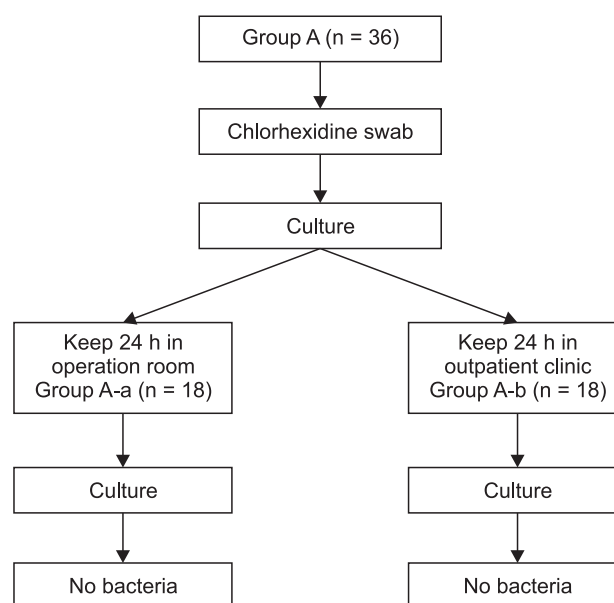 Group A (n = 36)
Chlorhexidine swab
Culture
Keep 24 h in
operation room
Group A-a (n = 18)
Keep 24 h in
outpatient clinic
Group A-b (n = 18)
Culture
Culture
No bacteria
No bacteria